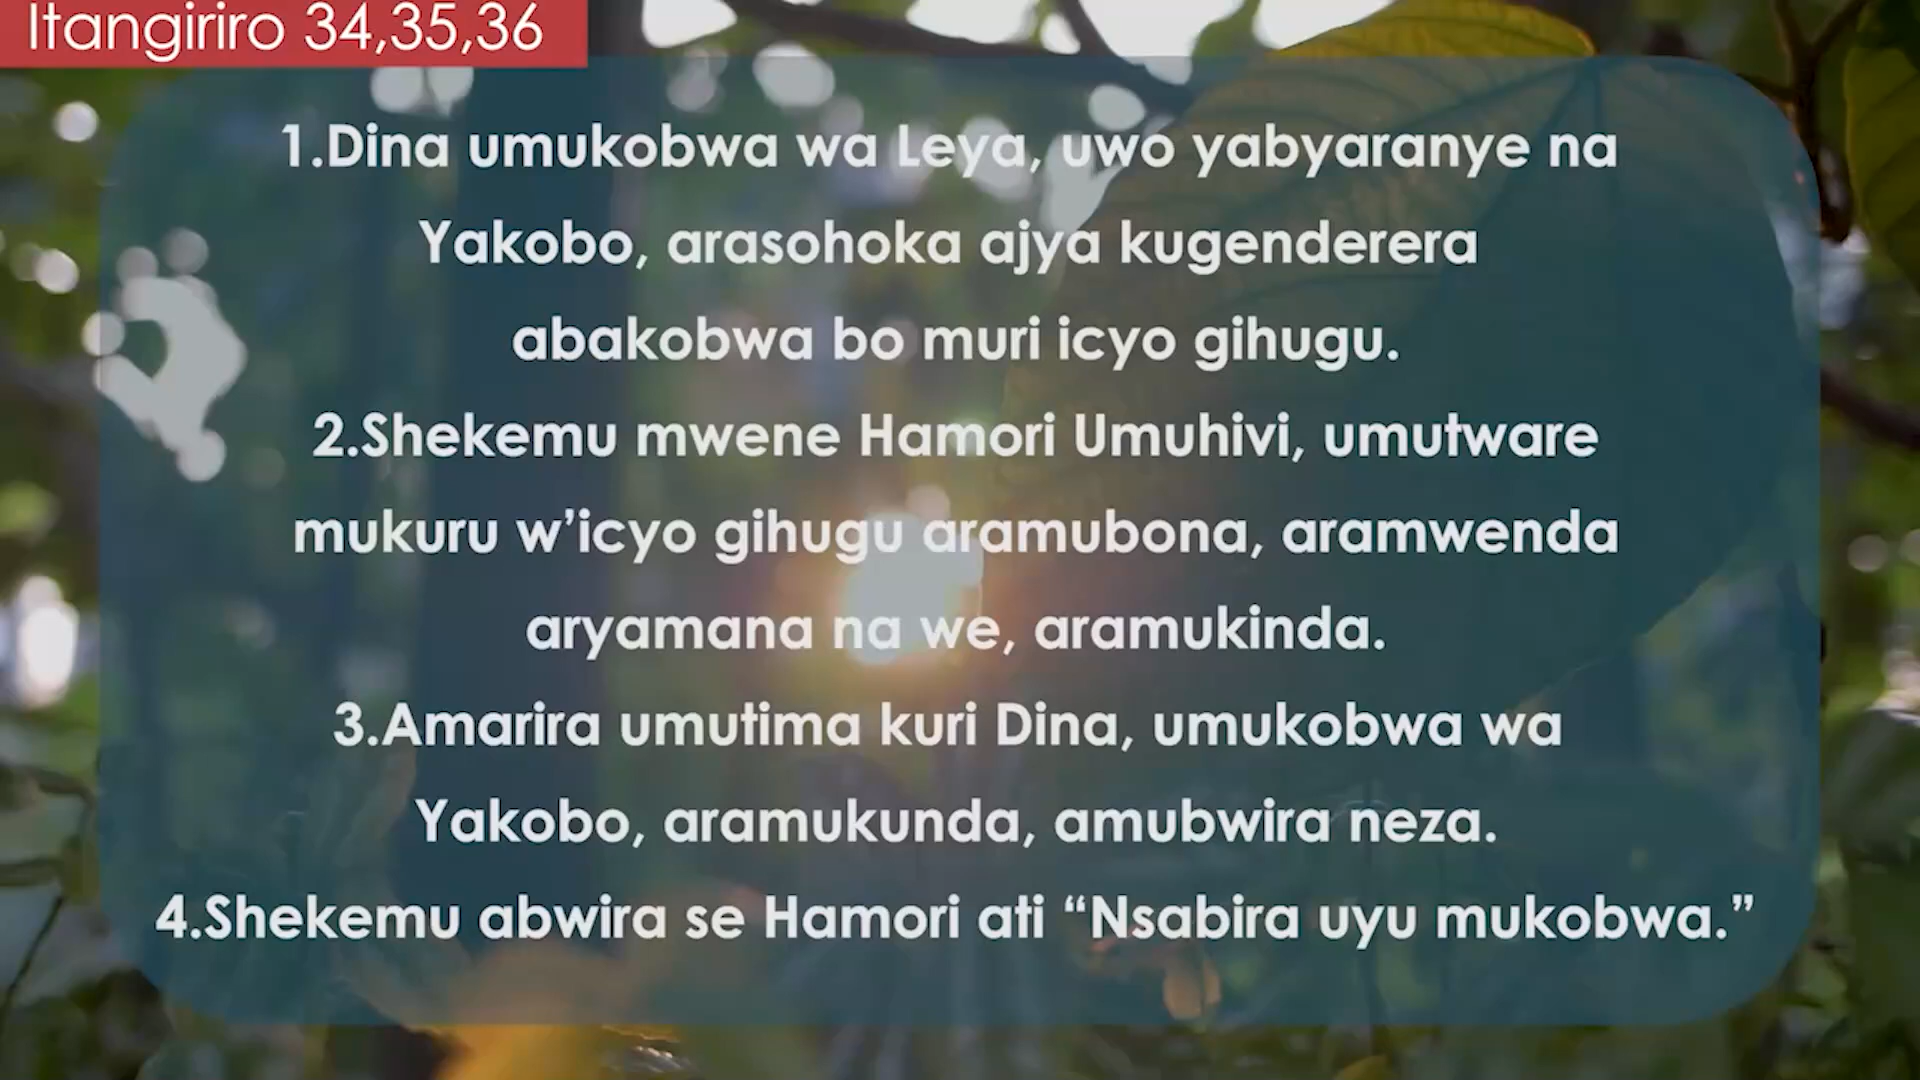 Itangiriro 34,35,36
1.Dina umukobwa wa Leya, uwo yabyaranye na
Yakobo, arasohoka ajya kugenderera
abakobwa bo muri icyo gihugu.
2.Shekemu mwene Hamori Umuhivi, umutware
mukuru w’icyo gihugu aramubona, aramwenda
aryamana na we, aramukinda.
3.Amarira umutima kuri Dina, umukobwa wa
Yakobo, aramukunda, amubwira neza.
4.Shekemu abwira se Hamori ati “Nsabira uyu mukobwa.”